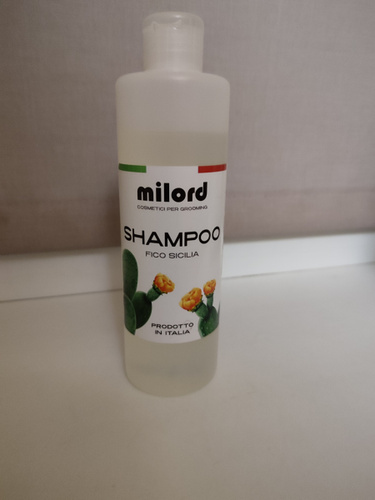 milord
COSMETICI PER GROOMING
SHAMPOO
FICO SICILIA
PRODOTTO
IN ITALIA